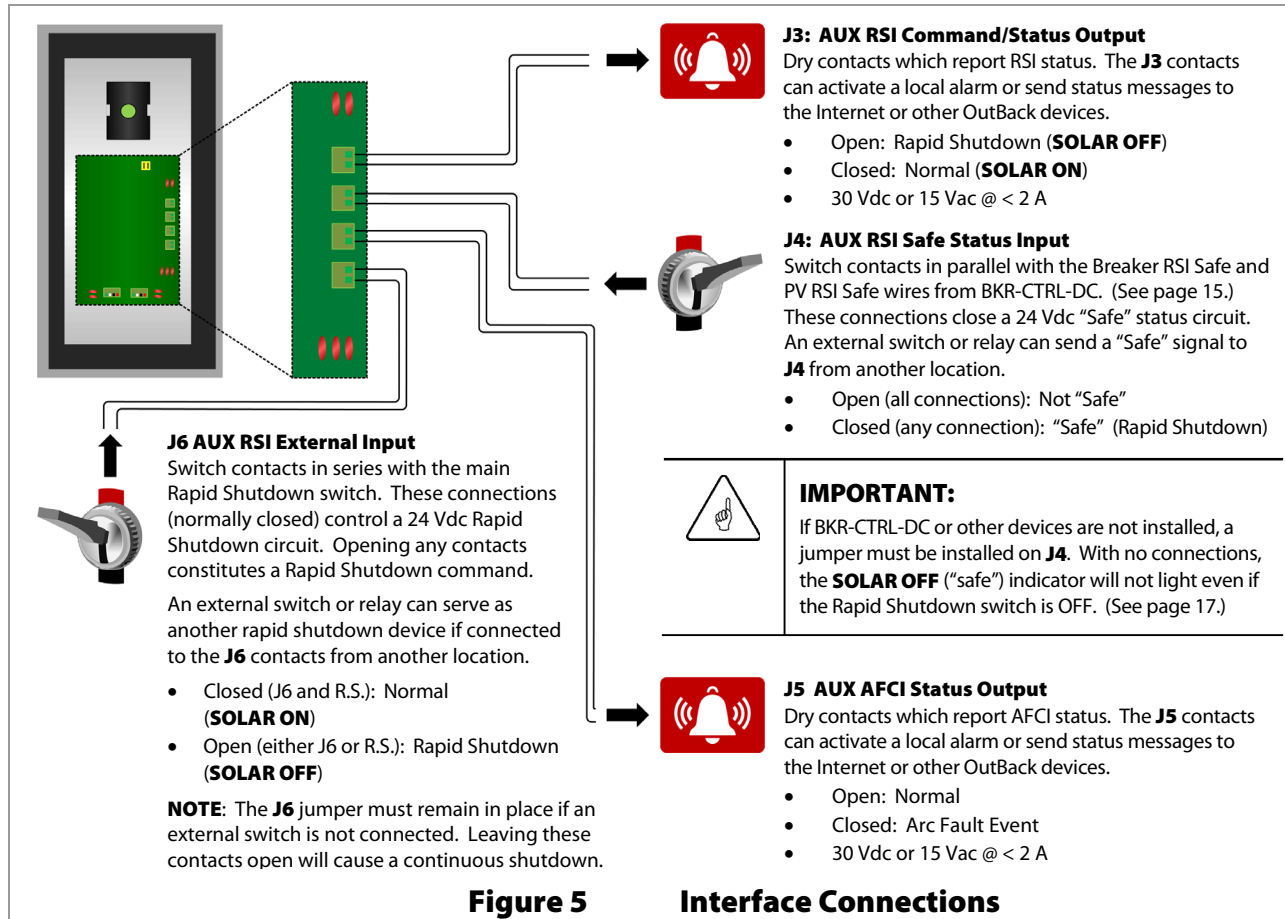 J3: AUX RSI Command/Status Output
Dry contacts which report RSI status. The J3 contacts
can activate a local alarm or send status messages to
the Internet or other OutBack devices.
• Open: Rapid Shutdown (SOLAR OFF)
• Closed: Normal (SOLAR ON)
• 30 Vdc or 15 Vac @ < 2 A
J4: AUX RSI Safe Status Input
Switch contacts in parallel with the Breaker RSI Safe and
PV RSI Safe wires from BKR-CTRL-DC. (See page 15.)
These connections close a 24 Vdc “Safe” status circuit.
An external switch or relay can send a “Safe” signal to
J4 from another location.
• Open (all connections): Not “Safe”
• Closed (any connection): “Safe” (Rapid Shutdown)
IMPORTANT:
If BKR-CTRL-DC or other devices are not installed, a
jumper must be installed on J4. With no connections,
the SOLAR OFF (“safe”) indicator will not light even if
the Rapid Shutdown switch is OFF. (See page 17.)
J6 AUX RSI External Input
Switch contacts in series with the main
Rapid Shutdown switch. These connections
(normally closed) control a 24 Vdc Rapid
Shutdown circuit. Opening any contacts
constitutes a Rapid Shutdown command.
An external switch or relay can serve as
another rapid shutdown device if connected
to the J6 contacts from another location.
• Closed (J6 and R.S.): Normal
(SOLAR ON)
• Open (either J6 or R.S.): Rapid Shutdown
(SOLAR OFF)
NOTE: The J6 jumper must remain in place if an
external switch is not connected. Leaving these
contacts open will cause a continuous shutdown.
J5 AUX AFCI Status Output
Dry contacts which report AFCI status. The J5 contacts
can activate a local alarm or send status messages to
the Internet or other OutBack devices.
• Open: Normal
• Closed: Arc Fault Event
• 30 Vdc or 15 Vac @ < 2 A
Figure 5 Interface Connections